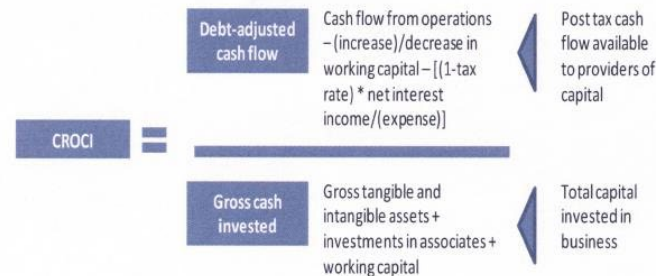 Debt-adjusted
cash flow
Cash flow from operations
– (increase)/decrease in
working capital – [(1-tax
rate) * net interest
income/(expense)]
Post tax cash
flow available
to providers of
capital
CROCI
=
Gross cash
invested
Gross tangible and
intangible assets +
investments in associates +
working capital
Total capital
invested in
business